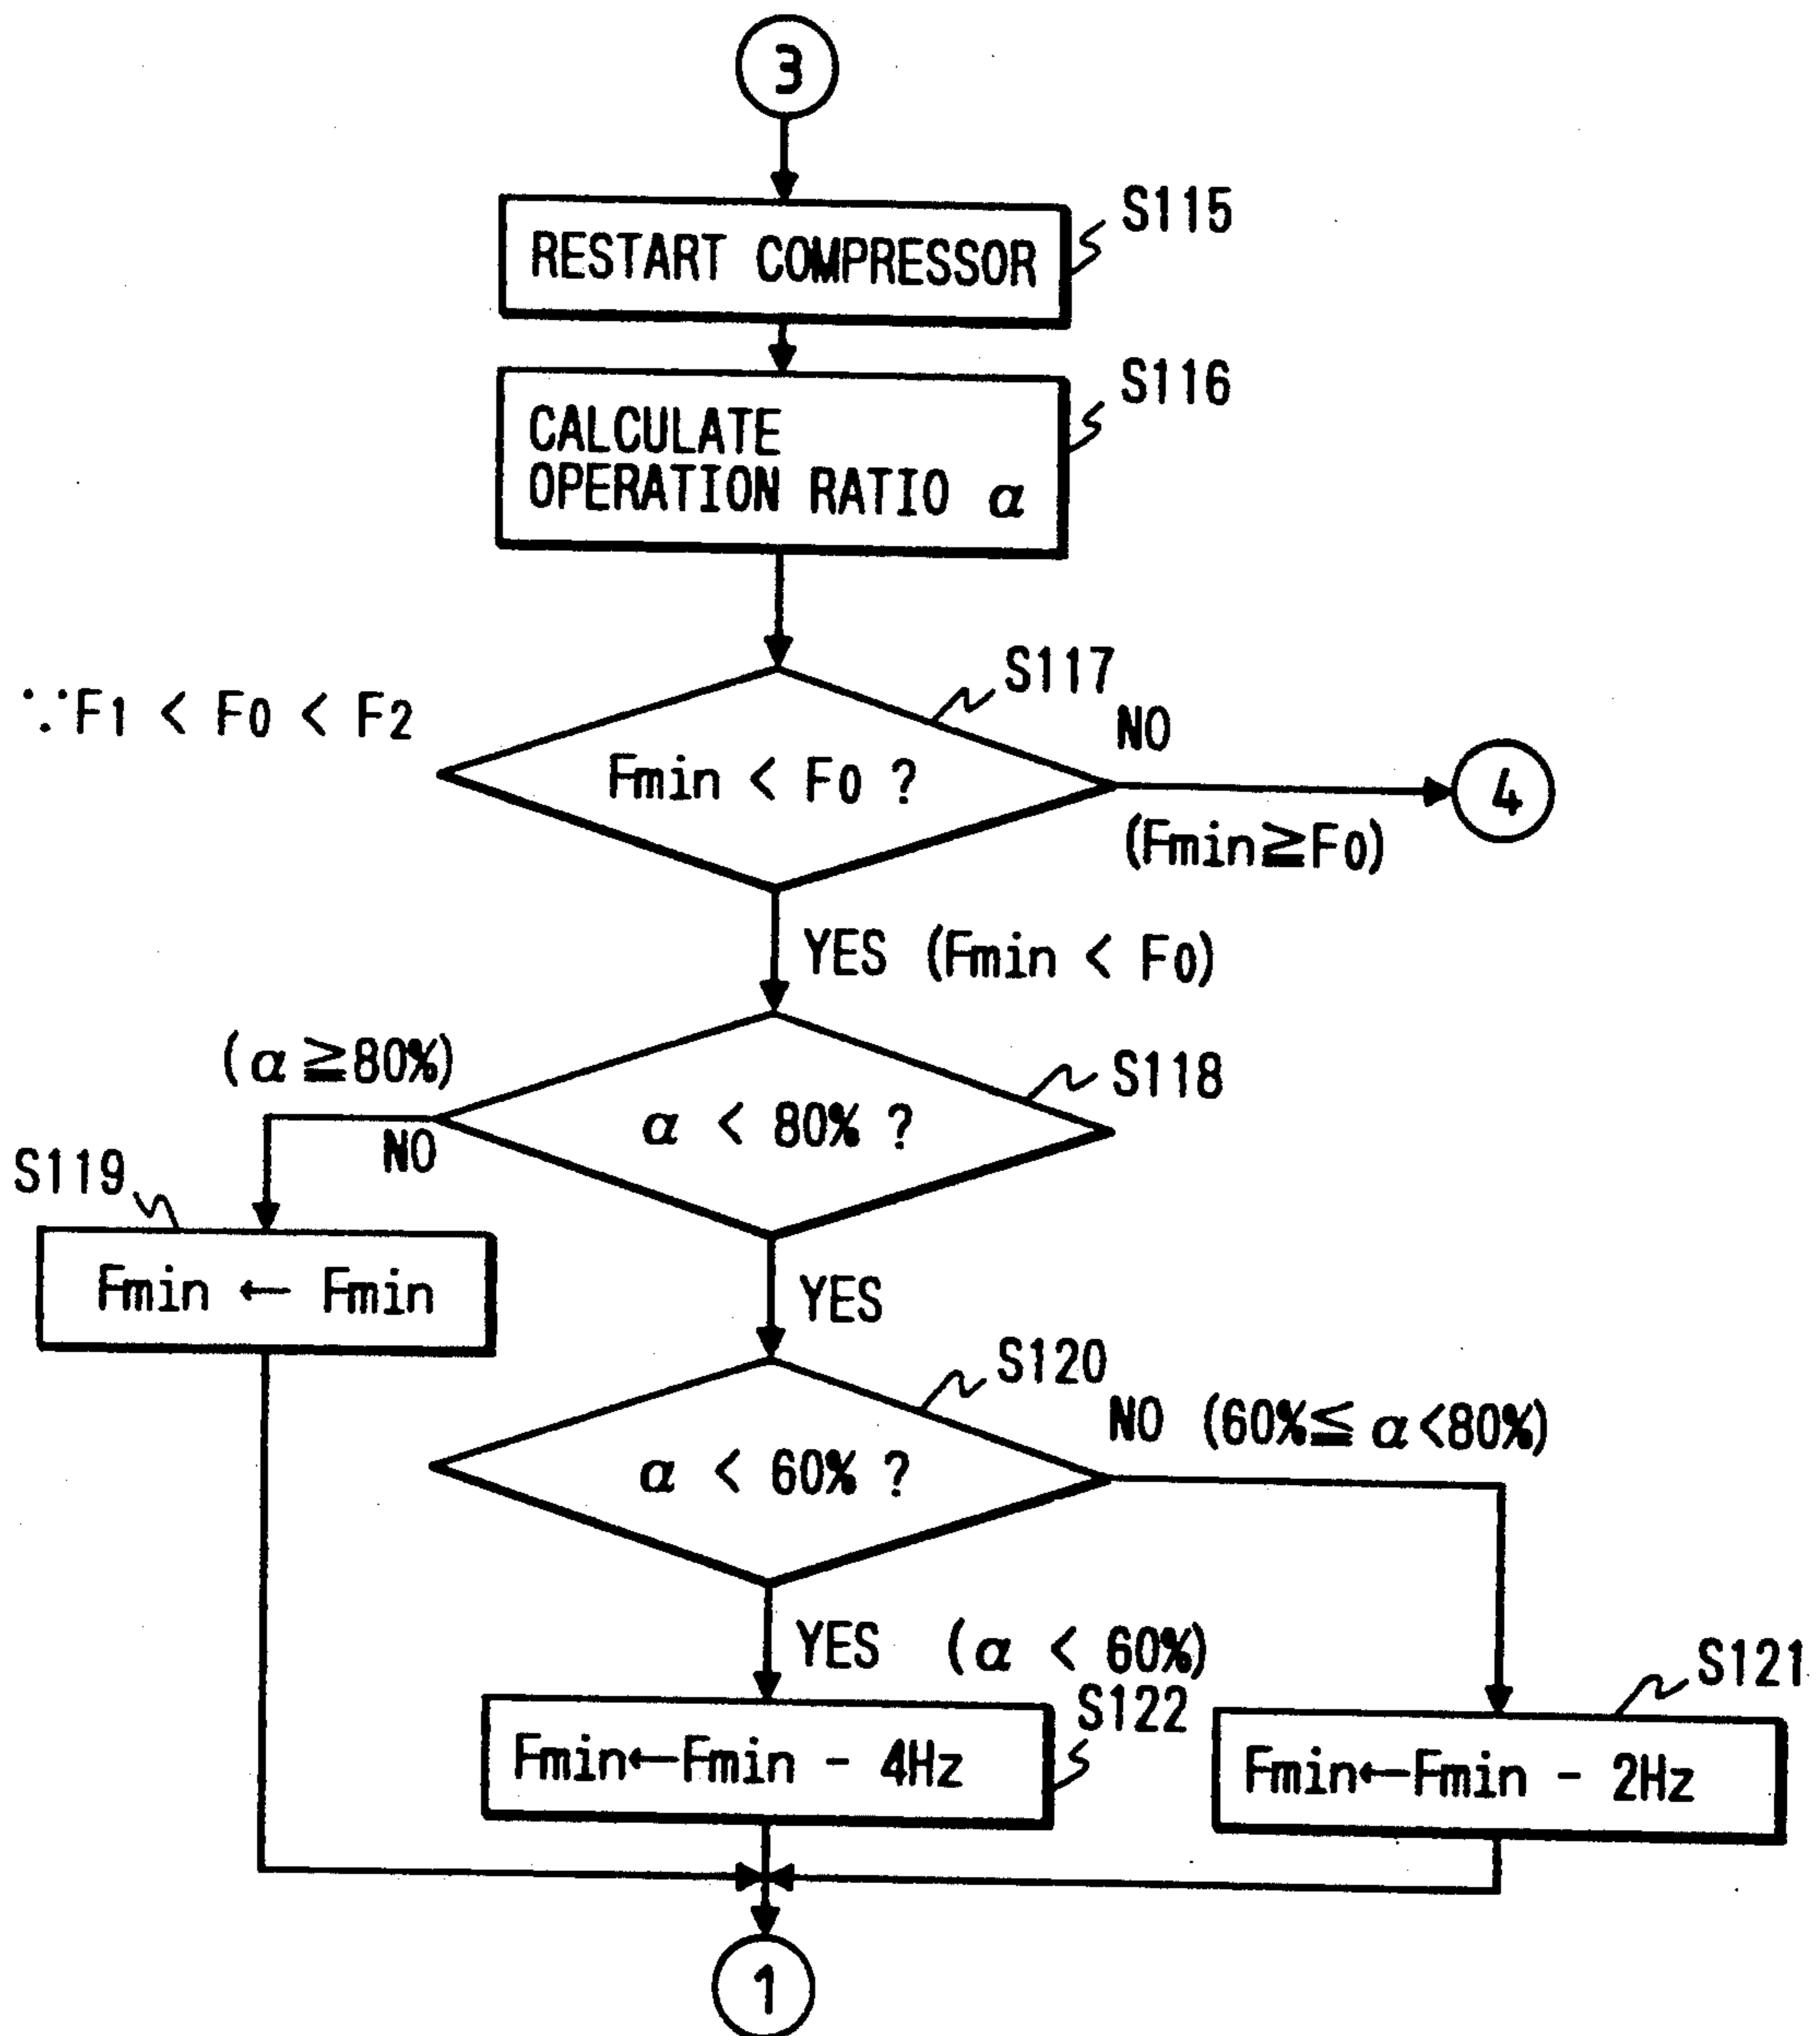 3
RESTART COMPRESSOR
S115
CALCULATE
OPERATION RATIO α
S116
∵F1 < F0 < F2
S117
Fmin < F0 ?
NO
(Fmin≧F0)
4
YES (Fmin < F0)
(α≧80%)
NO
α < 80% ?
S118
S119
Fmin ← Fmin
YES
S120
α < 60% ?
NO (60%≦ α<80%)
YES (α < 60%)
S122
S121
Fmin←Fmin - 4Hz
Fmin←Fmin - 2Hz
1